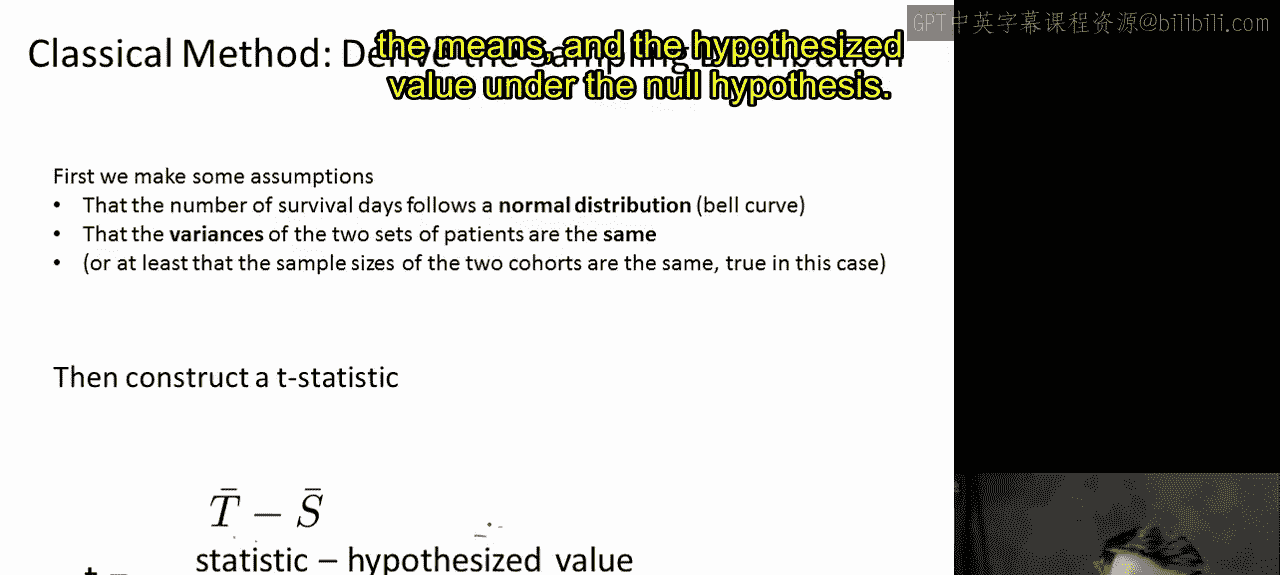 GPT中英字幕课程资源@bilibili.com
the means, and the hypothesized
value under the null hypothesis.
Classical Method: Derive the Sampling Distribution
First we make some assumptions
• That the number of survival days follows a normal distribution (bell curve)
• That the variances of the two sets of patients are the same
• (or at least that the sample sizes of the two cohorts are the same, true in this case)
Then construct a t-statistic
T̄ − S̄
statistic – hypothesized value
t =